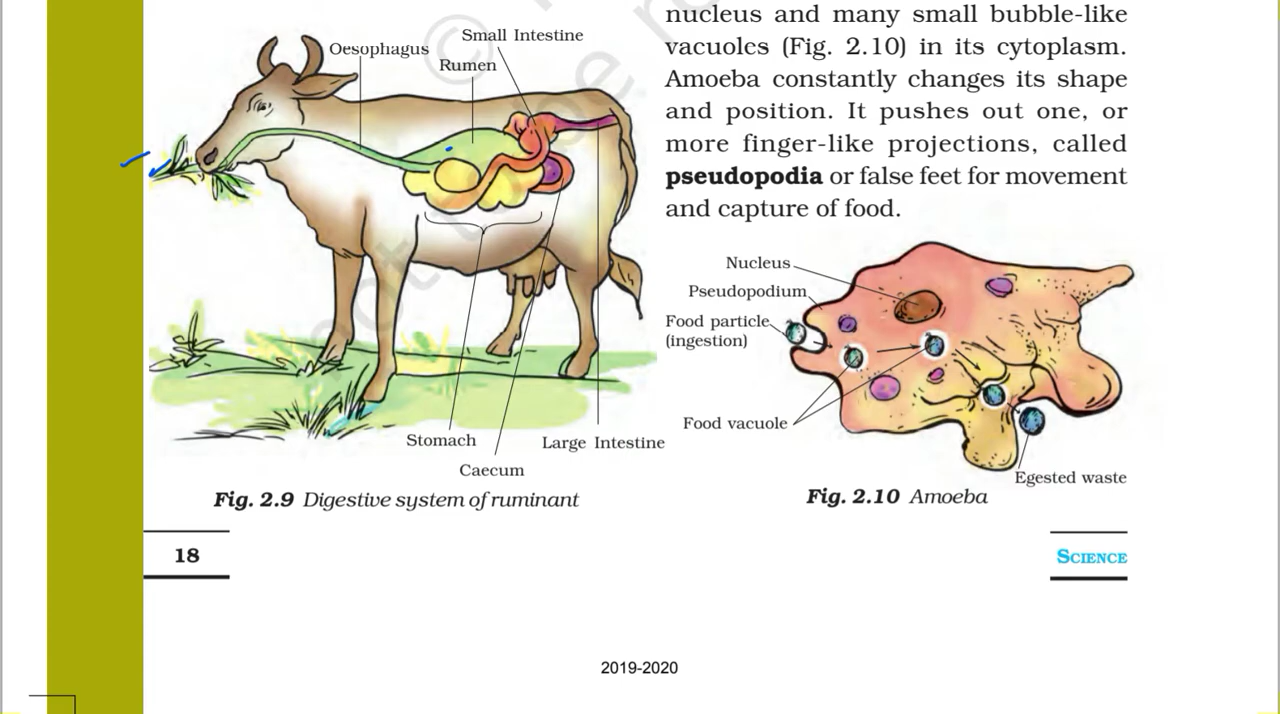 Oesophagus
Small Intestine
Rumen
Stomach
Large Intestine
Caecum
Fig. 2.9 Digestive system of ruminant
nucleus and many small bubble-like
vacuoles (Fig. 2.10) in its cytoplasm.
Amoeba constantly changes its shape
and position. It pushes out one, or
more finger-like projections, called
pseudopodia or false feet for movement
and capture of food.
Nucleus
Pseudopodium
Food particle
(ingestion)
Food vacuole
Egested waste
Fig. 2.10 Amoeba
18
SCIENCE
2019-2020